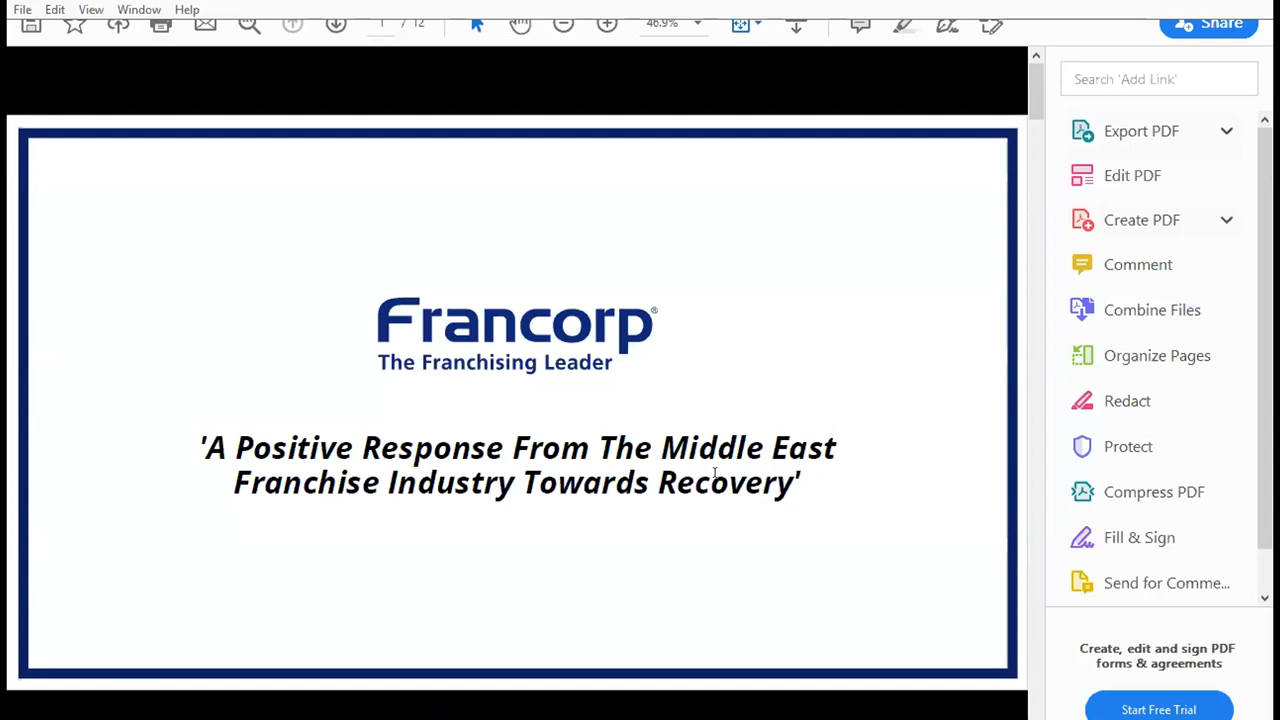 File Edit View Window Help
1 / 12 46.9% Share
Search 'Add Link'
Export PDF
Edit PDF
Create PDF
Comment
Combine Files
Organize Pages
Redact
Protect
Compress PDF
Fill & Sign
Send for Comme...
Create, edit and sign PDF
forms & agreements
Start Free Trial
Francorp®
The Franchising Leader
'A Positive Response From The Middle East
Franchise Industry Towards Recovery'